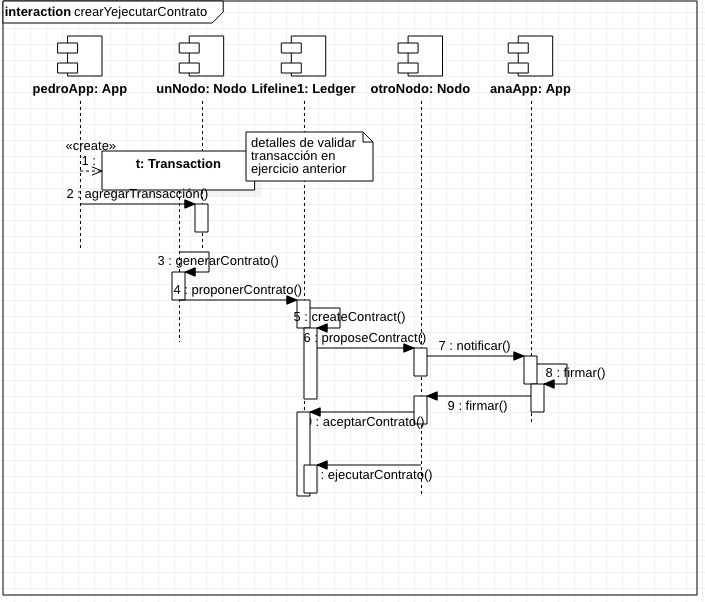 interaction crearYejecutarContrato
pedroApp: App
unNodo: Nodo
Lifeline1: Ledger
otroNodo: Nodo
anaApp: App
«create»
1 :
t: Transaction
detalles de validar
transacción en
ejercicio anterior
2 : agregarTransacción()
3 : generarContrato()
4 : proponerContrato()
5 : createContract()
6 : proposeContract()
7 : notificar()
8 : firmar()
9 : firmar()
: aceptarContrato()
: ejecutarContrato()